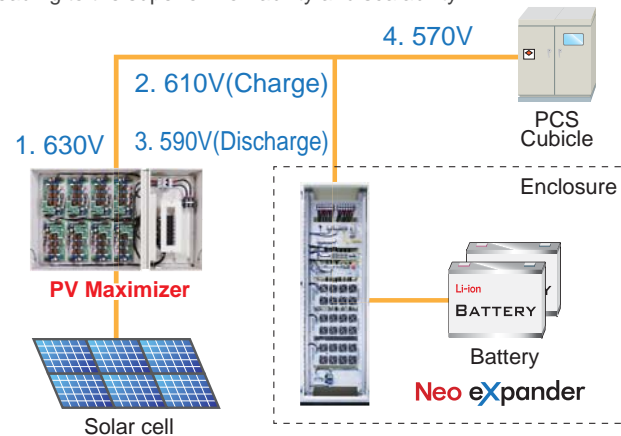 4. 570V
2. 610V(Charge)
1. 630V
3. 590V(Discharge)
PCS
Cubicle
Enclosure
PV Maximizer
Li-ion
BATTERY
Y
Battery
Neo eXpander
Solar cell